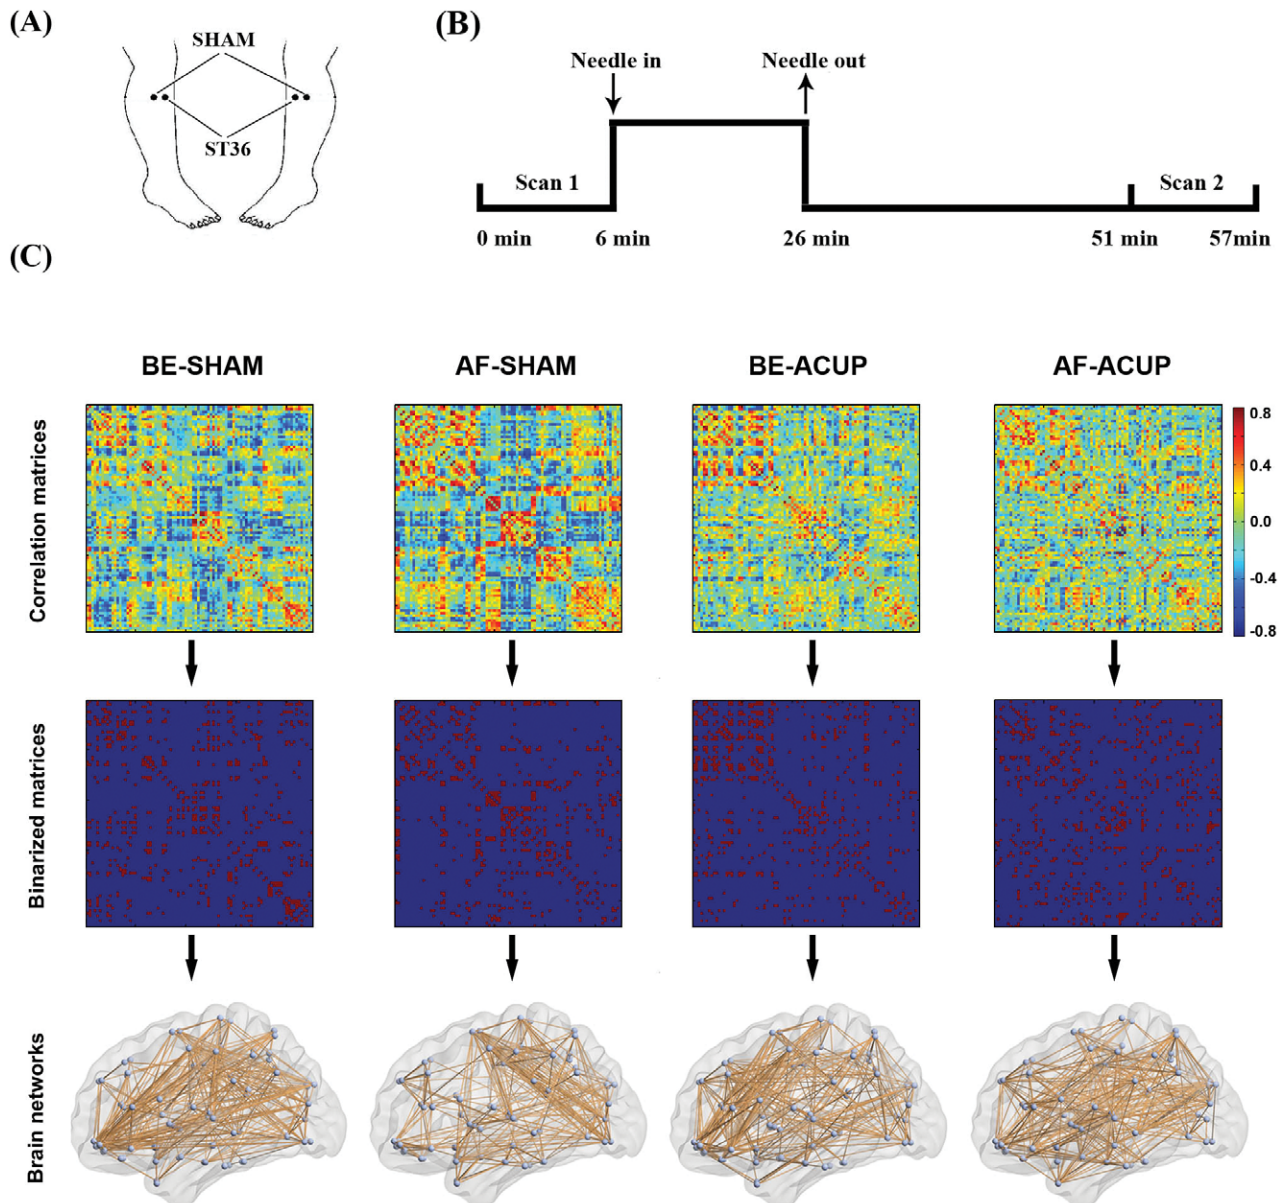 (A)
SHAM
ST36
(B)
Needle in
Needle out
Scan 1
Scan 2
0 min
6 min
26 min
51 min
57min
(C)
BE-SHAM
AF-SHAM
BE-ACUP
AF-ACUP
Correlation matrices
0.8
0.4
0.0
-0.4
-0.8
Binarized matrices
Brain networks